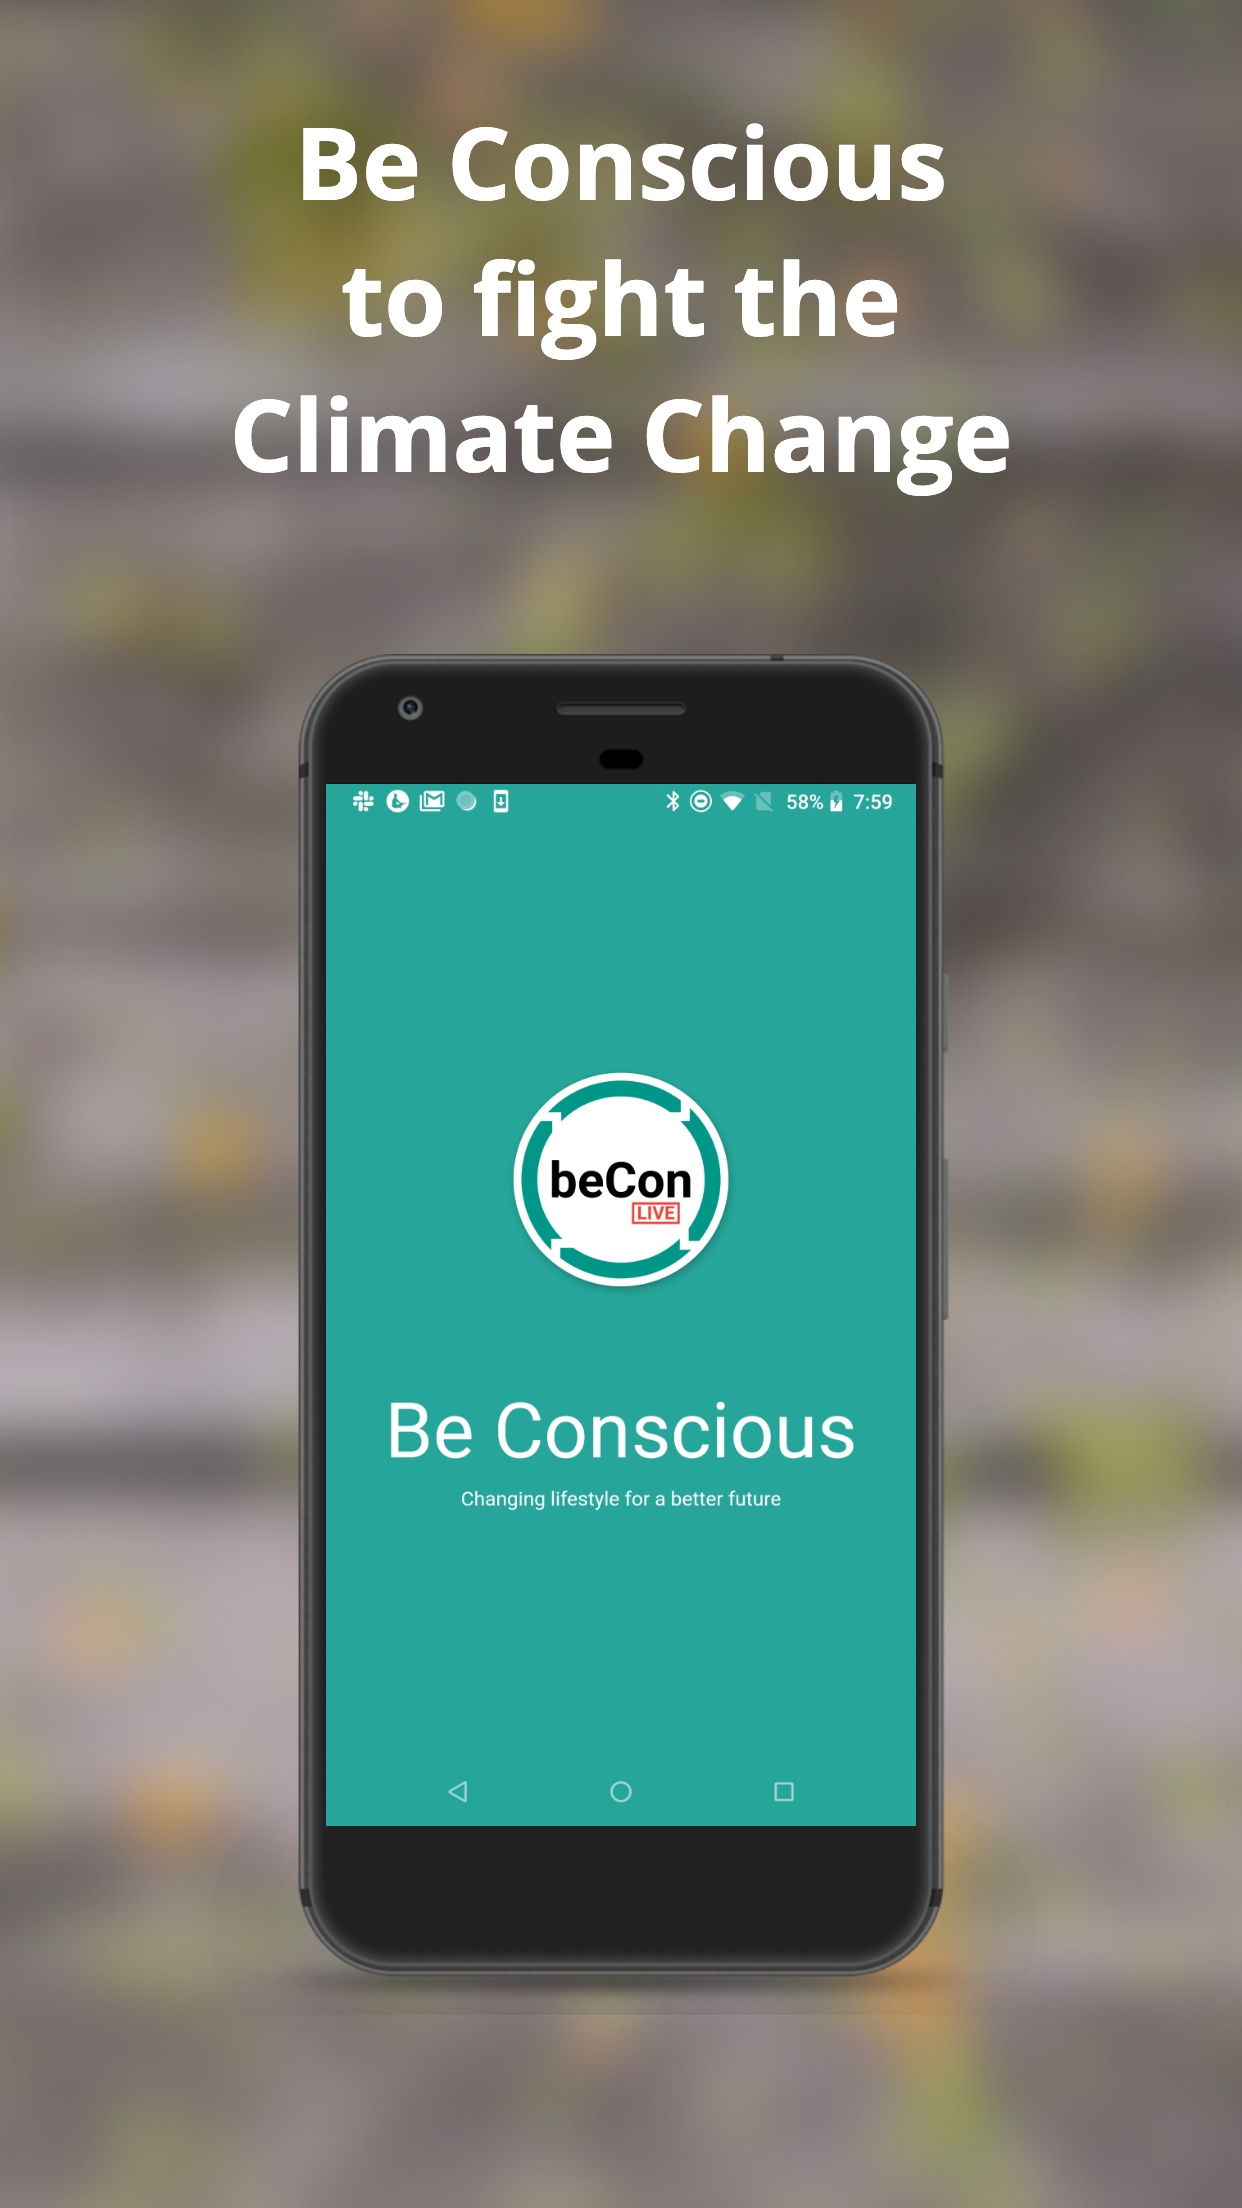 Be Conscious
to fight the
Climate Change
58% 7:59
beCon
LIVE
Be Conscious
Changing lifestyle for a better future